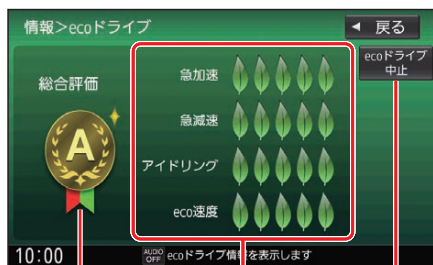 情報>ecoドライブ
戻る
ecoドライブ
中止
総合評価
A
急加速
急減速
アイドリング
eco速度
10:00
AUDIO
OFF
ecoドライブ情報を表示します